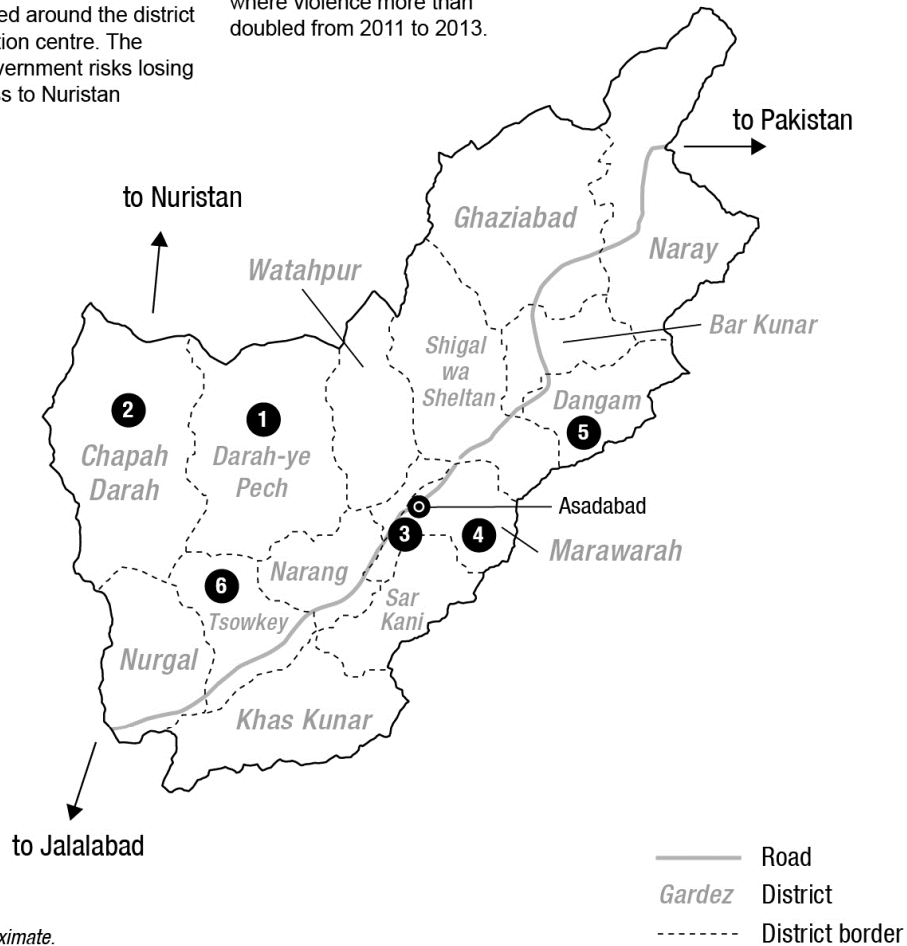 ed around the district
tion centre. The
vernment risks losing
ss to Nuristan
where violence more than
doubled from 2011 to 2013.
to Pakistan
to Nuristan
Ghaziabad
Naray
Watahpur
Bar Kunar
Shigal
wa
Sheltan
Dangam
5
2
1
Chapah
Darah
Darah-ye
Pech
Asadabad
3
4
Marawarah
Narang
6
Sar
Kani
Tsowkey
Nurgal
Khas Kunar
to Jalalabad
Road
Gardez District
District border
ximate.